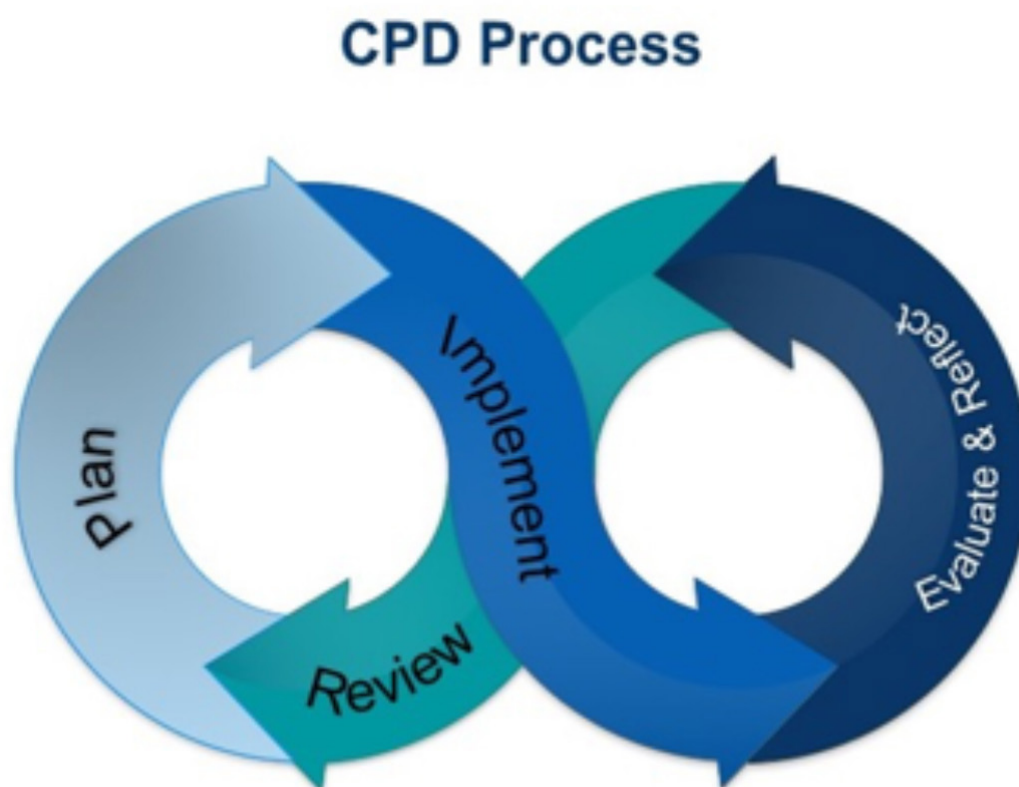 CPD Process
Plan
Implement
Evaluate & Reflect
Review